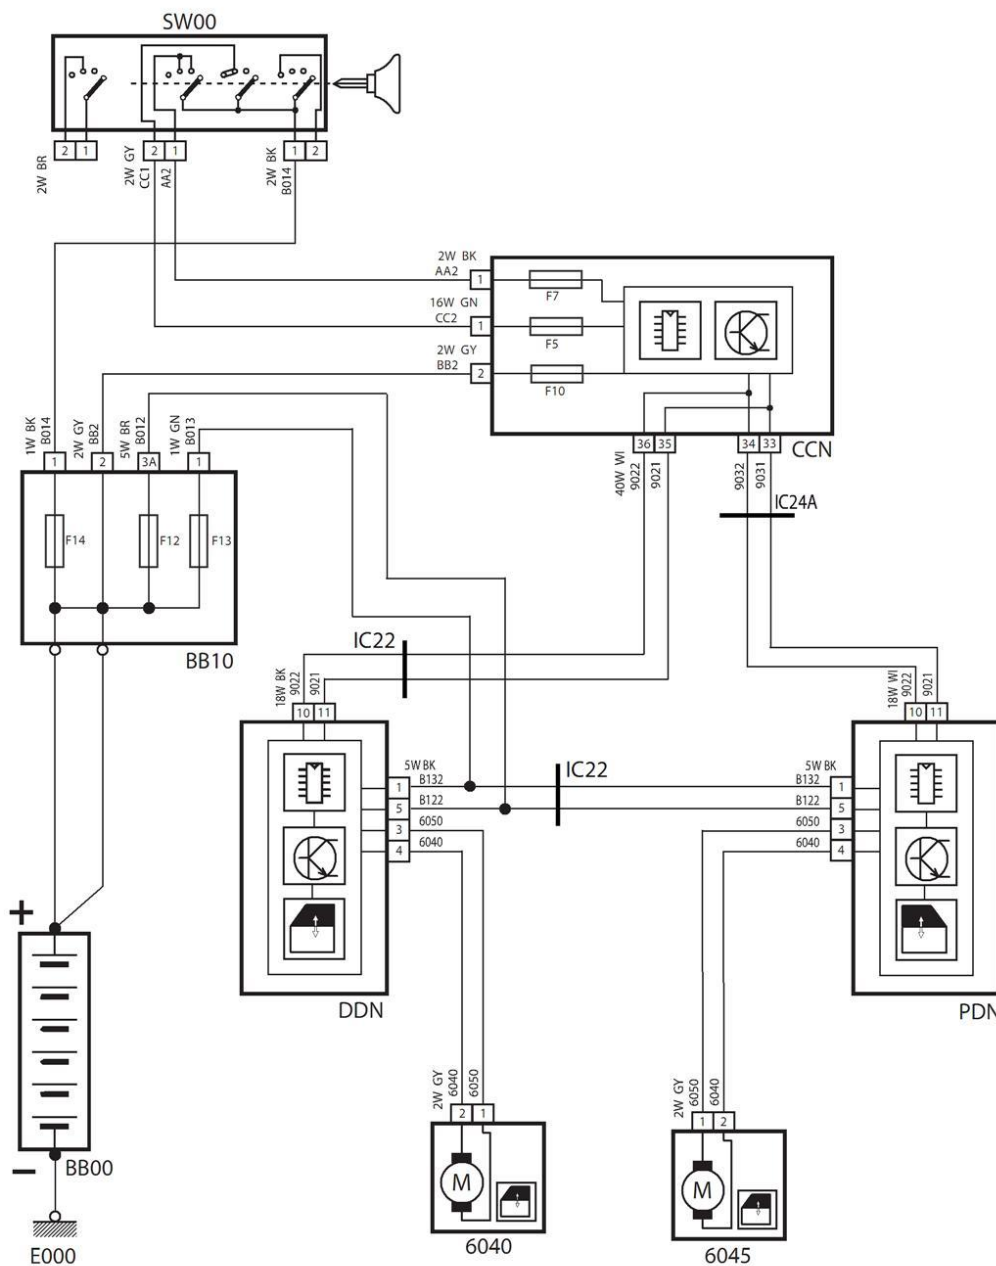 SW00
2 1
2 1
1 2
2W BR
2W GY
CC1
AA2
2W BK
B014
2W BK
AA2
1
F7
16W GN
CC2
1
F5
2W GY
BB2
2
F10
36 35
34 33
CCN
40W WI
9022
9021
9032
9031
IC24A
1W BK
B014
2W GY
BB2
5W BR
B012
1W GN
B013
1
2
3A
1
F14
F12
F13
BB10
IC22
18W BK
9022
9021
10 11
18W WI
9022
9021
10 11
5W BK
B132
1
B122
5
6050
3
6040
4
IC22
5W BK
B132
1
B122
5
6050
3
6040
4
DDN
PDN
+
−
BB00
E000
2W GY
6040
6050
2 1
M
6040
2W GY
6050
6040
1 2
M
6045